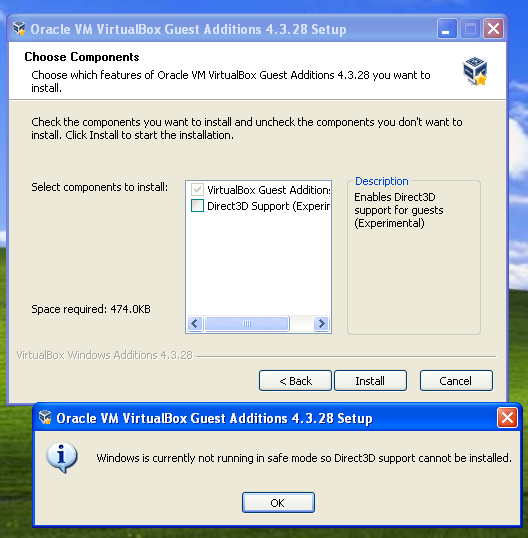 Oracle VM VirtualBox Guest Additions 4.3.28 Setup
Choose Components
Choose which features of Oracle VM VirtualBox Guest Additions 4.3.28 you want to
install.
Check the components you want to install and uncheck the components you don't want to
install. Click Install to start the installation.
Select components to install:
VirtualBox Guest Addition
Direct3D Support (Experir
Description
Enables Direct3D
support for guests
(Experimental)
Space required: 474.0KB
VirtualBox Windows Additions 4.3.28
< Back
Install
Cancel
Oracle VM VirtualBox Guest Additions 4.3.28 Setup
Windows is currently not running in safe mode so Direct3D support cannot be installed.
OK